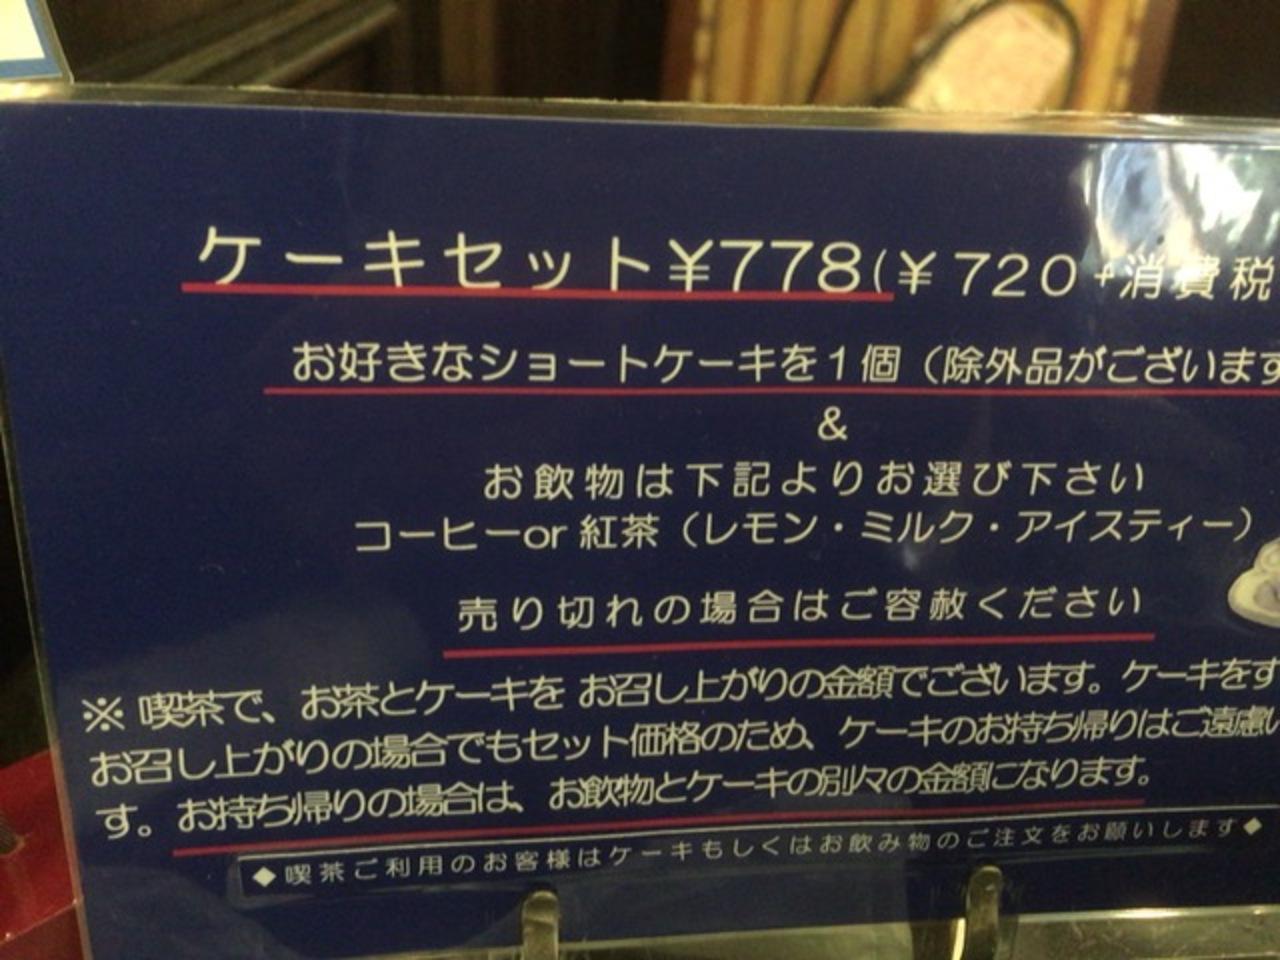 ケーキセット¥778(¥720+消費税
お好きなショートケーキを1個（除外品がございます
&
お飲物は下記よりお選び下さい
コーヒーor 紅茶（レモン・ミルク・アイスティー）
売り切れの場合はご容赦ください
※ 喫茶で、お茶とケーキを お召し上がりの金額でございます。ケーキをす
お召し上がりの場合でもセット価格のため、ケーキのお持ち帰りはご遠慮い
す。お持ち帰りの場合は、お飲物とケーキの別々の金額になります。
◆喫茶ご利用のお客様はケーキもしくはお飲み物のご注文をお願いします◆